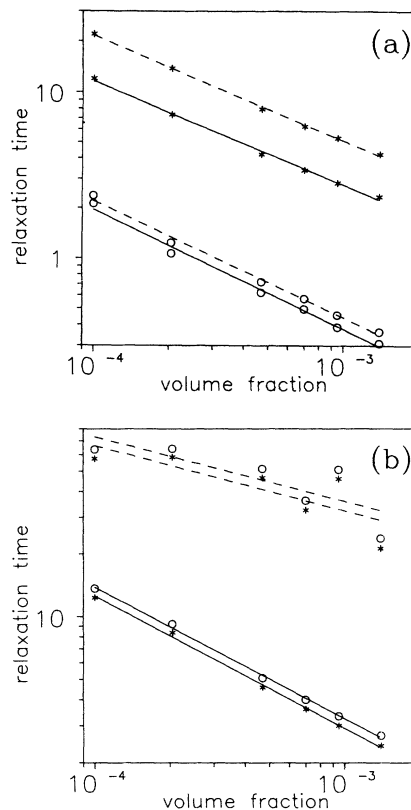 (a)
10
1
relaxation time
10 -4
10 -3
volume fraction
(b)
10
relaxation time
10 -4
10 -3
volume fraction